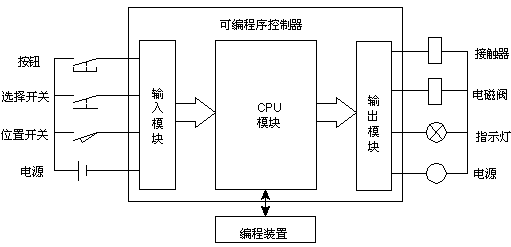 可编程序控制器
按钮
选择开关
位置开关
电源
输入模块
CPU
模块
输出模块
接触器
电磁阀
指示灯
电源
编程装置